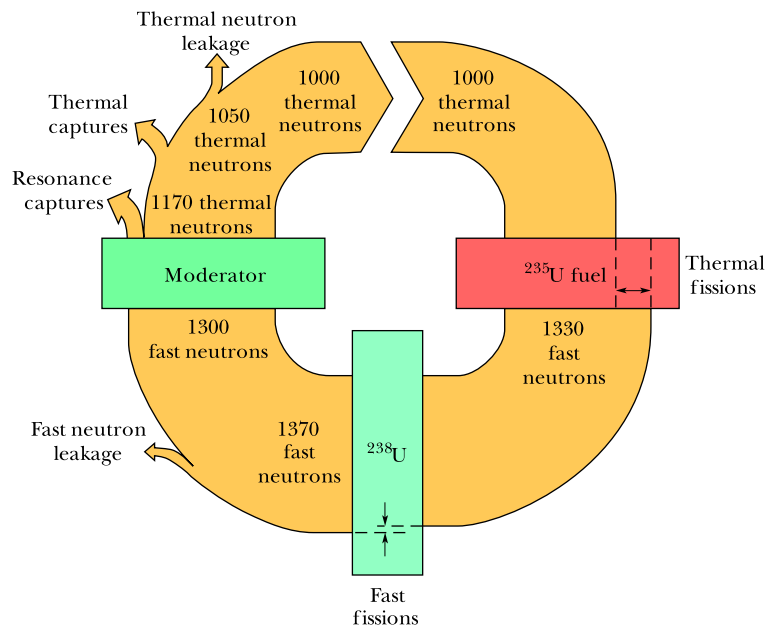 Thermal neutron
leakage
1000
thermal
neutrons
1000
thermal
neutrons
Thermal
captures
1050
thermal
neutrons
Resonance
captures
1170 thermal
neutrons
Moderator
²³⁵U fuel
Thermal
fissions
1300
fast neutrons
1330
fast
neutrons
Fast neutron
leakage
1370
fast
neutrons
²³⁸U
Fast
fissions